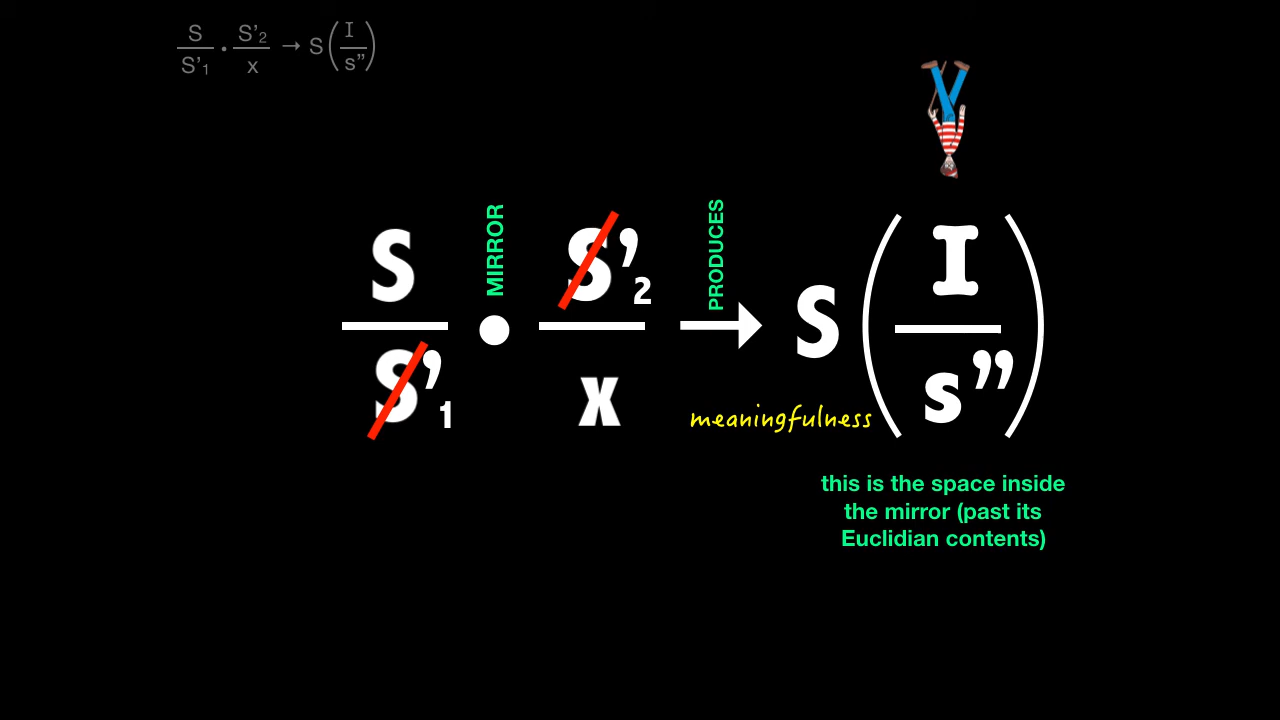 S/S’₁ • S’₂/x → S(I/s”)
MIRROR
PRODUCES
S/S’₁ • S’₂/x → S(I/s”)
meaningfulness
this is the space inside
the mirror (past its
Euclidian contents)